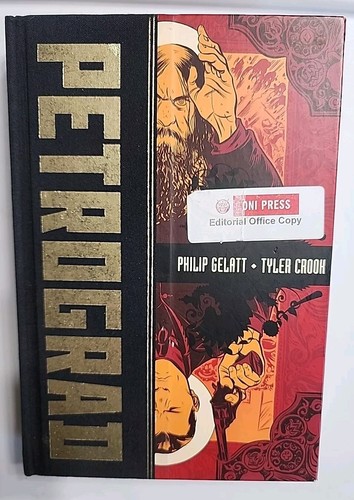 PETROGRAD
ONI PRESS
Editorial Office Copy
PHILIP GELATT • TYLER CROOK